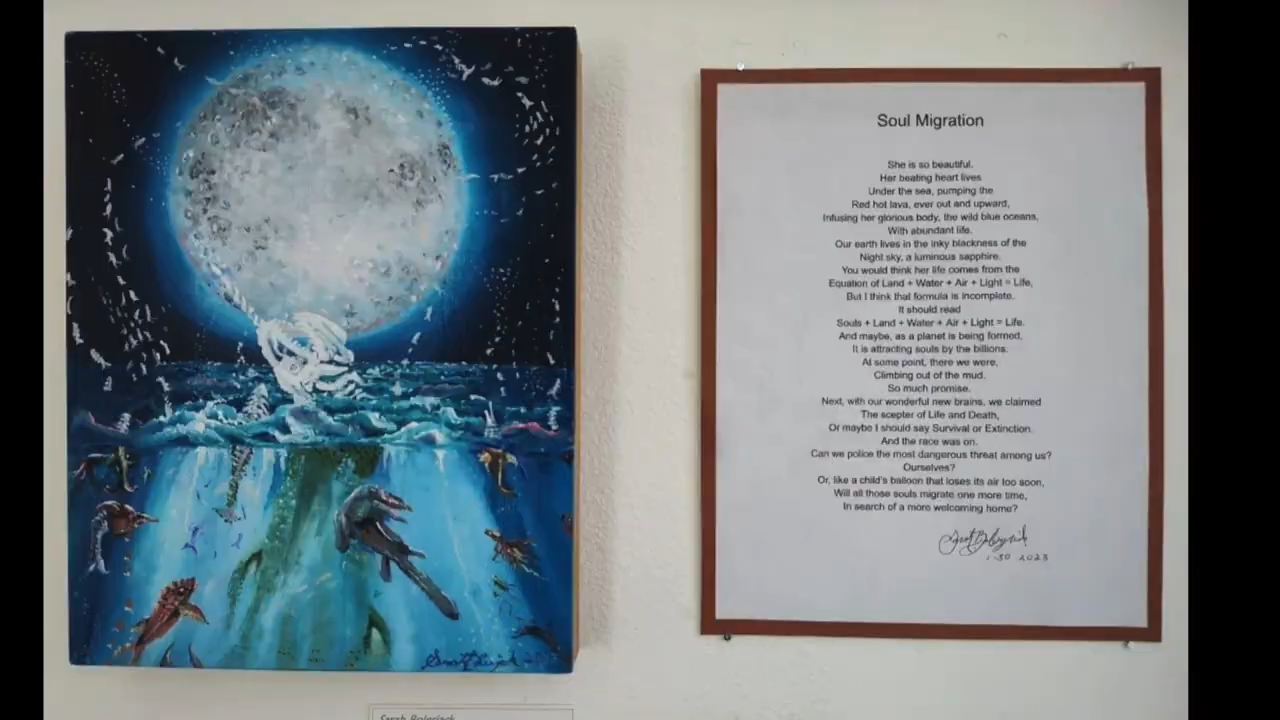 Soul Migration
She is so beautiful.
Her beating heart lives
Under the sea, pumping the
Red hot lava, ever out and upward,
Infusing her glorious body, the wild blue oceans,
With abundant life.
Our earth lives in the inky blackness of the
Night sky, a luminous sapphire.
You would think her life comes from the
Equation of Land + Water + Air + Light = Life,
But I think that formula is incomplete.
It should read
Souls + Land + Water + Air + Light = Life.
And maybe, as a planet is being formed,
It is attracting souls by the billions.
At some point, there we were,
Climbing out of the mud.
So much promise.
Next, with our wonderful new brains, we claimed
The scepter of Life and Death,
Or maybe I should say Survival or Extinction.
And the race was on.
Can we police the most dangerous threat among us?
Ourselves?
Or, like a child's balloon that loses its air too soon,
Will all those souls migrate one more time,
In search of a more welcoming home?
2023
Sarah